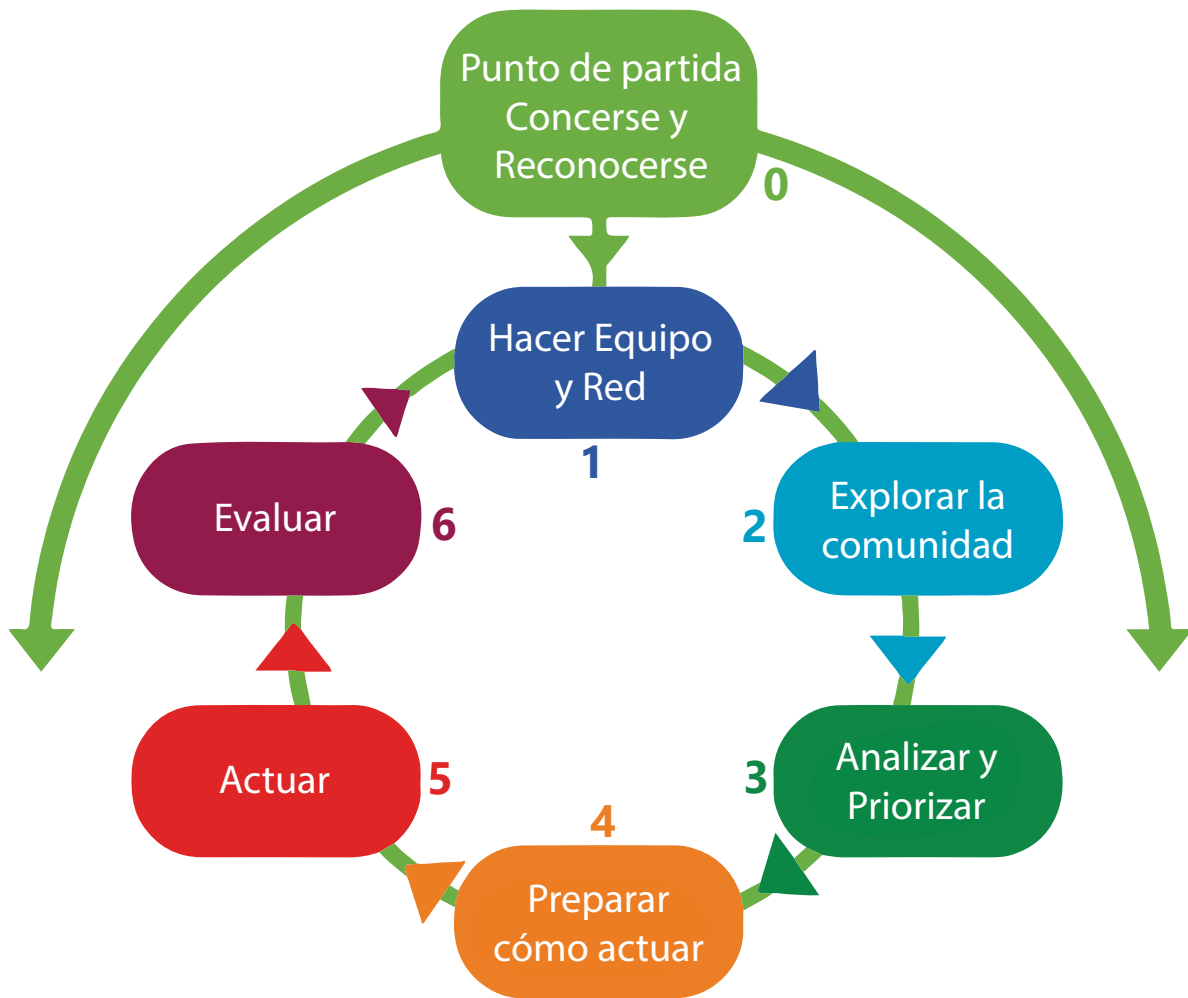 Punto de partida
Concerse y
Reconocerse
0
Hacer Equipo
y Red
1
Explorar la
comunidad
2
Analizar y
Priorizar
3
Preparar
cómo actuar
4
Actuar
5
Evaluar
6